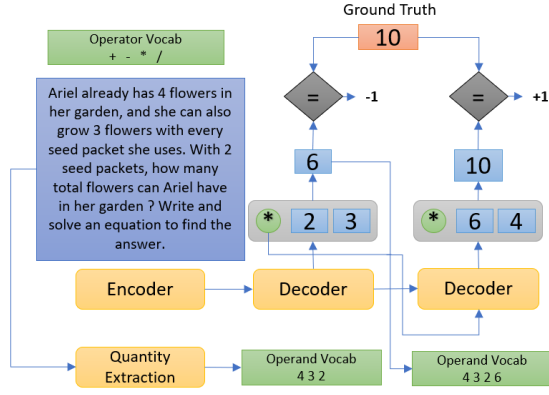 Ground Truth
10
Operator Vocab
+ - * /
= -1
= +1
Ariel already has 4 flowers in
her garden, and she can also
grow 3 flowers with every
seed packet she uses. With 2
seed packets, how many
total flowers can Ariel have
in her garden ? Write and
solve an equation to find the
answer.
6
10
* 2 3
* 6 4
Encoder
Decoder
Decoder
Quantity
Extraction
Operand Vocab
4 3 2
Operand Vocab
4 3 2 6